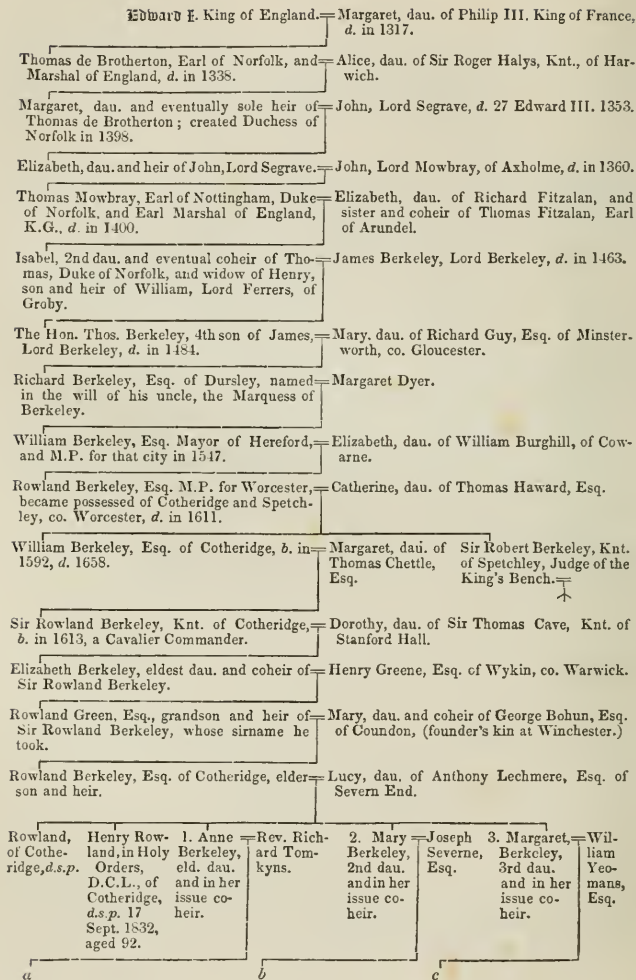 Edward I. King of England.=Margaret, dau. of Philip III. King of France,
d. in 1317.
Thomas de Brotherton, Earl of Norfolk, and=Alice, dau. of Sir Roger Halys, Knt., of Har-
Marshal of England, d. in 1338. wich.
Margaret, dau. and eventually sole heir of=John, Lord Segrave, d. 27 Edward III. 1353.
Thomas de Brotherton; created Duchess of
Norfolk in 1398.
Elizabeth, dau. and heir of John, Lord Segrave.=John, Lord Mowbray, of Axholme, d. in 1360.
Thomas Mowbray, Earl of Nottingham, Duke=Elizabeth, dau. of Richard Fitzalan, and
of Norfolk, and Earl Marshal of England, sister and coheir of Thomas Fitzalan, Earl
K.G., d. in 1400. of Arundel.
Isabel, 2nd dau. and eventual coheir of Tho-=James Berkeley, Lord Berkeley, d. in 1463.
mas, Duke of Norfolk, and widow of Henry,
son and heir of William, Lord Ferrers, of
Groby.
The Hon. Thos. Berkeley, 4th son of James,=Mary, dau. of Richard Guy, Esq. of Minster-
Lord Berkeley, d. in 1484. worth, co. Gloucester.
Richard Berkeley, Esq. of Dursley, named=Margaret Dyer.
in the will of his uncle, the Marquess of
Berkeley.
William Berkeley, Esq. Mayor of Hereford,=Elizabeth, dau. of William Burghill, of Cow-
and M.P. for that city in 1547. arne.
Rowland Berkeley, Esq. M.P. for Worcester,=Catherine, dau. of Thomas Haward, Esq.
became possessed of Cotheridge and Spetch-
ley, co. Worcester, d. in 1611.
William Berkeley, Esq. of Cotheridge, b. in=Margaret, dau. of Sir Robert Berkeley, Knt.
1592, d. 1658. Thomas Chettle, of Spetchley, Judge of the
Esq. King's Bench.=
Sir Rowland Berkeley, Knt. of Cotheridge,=Dorothy, dau. of Sir Thomas Cave, Knt. of
b. in 1613, a Cavalier Commander. Stanford Hall.
Elizabeth Berkeley, eldest dau. and coheir of=Henry Greene, Esq. of Wykin, co. Warwick.
Sir Rowland Berkeley.
Rowland Green, Esq., grandson and heir of=Mary, dau. and coheir of George Bohun, Esq.
Sir Rowland Berkeley, whose sirname he of Coundon, (founder's kin at Winchester.)
took.
Rowland Berkeley, Esq. of Cotheridge, elder=Lucy, dau. of Anthony Lechmere, Esq. of
son and heir. Severn End.
Rowland, Henry Row- 1. Anne=Rev. Rich- 2. Mary=Joseph 3. Margaret,=Wil-
of Cothe- land, in Holy Berkeley, ard Tom- Berkeley, Severne, Berkeley, liam
ridge, d.s.p. Orders, eld. dau. kyns. 2nd dau. Esq. 3rd dau. Yeo-
D.C.L., of and in her and in her and in her mans,
Cotheridge, issue co- issue co- issue co- Esq.
d.s.p. 17 heir. heir. heir.
Sept. 1832,
aged 92.
a b c